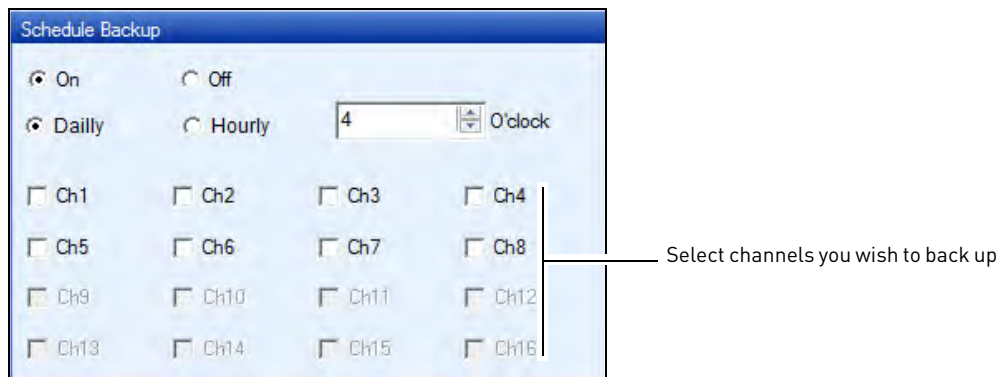 Schedule Backup
On Off
Dailly Hourly 4 O'clock
Ch1 Ch2 Ch3 Ch4
Ch5 Ch6 Ch7 Ch8
Select channels you wish to back up
Ch9 Ch10 Ch11 Ch12
Ch13 Ch14 Ch15 Ch16